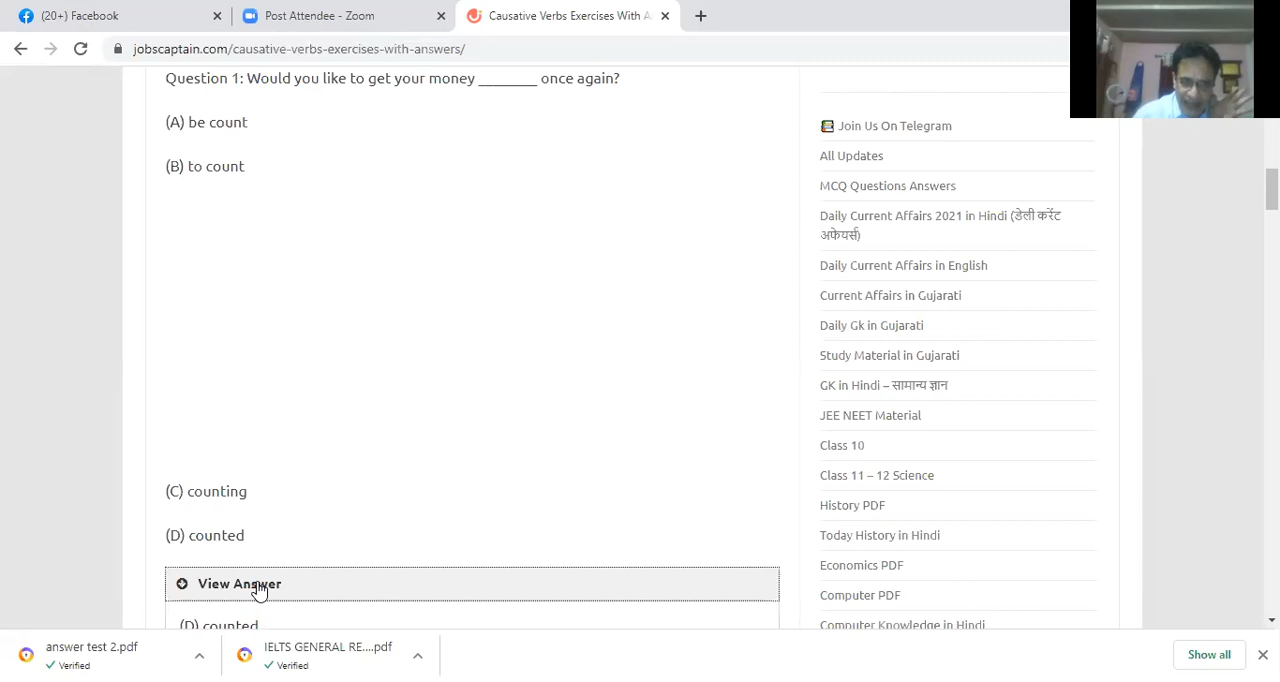 (20+) Facebook
Post Attendee - Zoom
Causative Verbs Exercises With A
jobscaptain.com/causative-verbs-exercises-with-answers/
Question 1: Would you like to get your money ________ once again?
(A) be count
(B) to count
(C) counting
(D) counted
View Answer
(D) counted
Join Us On Telegram
All Updates
MCQ Questions Answers
Daily Current Affairs 2021 in Hindi (डेली करेंट
अफेयर्स)
Daily Current Affairs in English
Current Affairs in Gujarati
Daily Gk in Gujarati
Study Material in Gujarati
GK in Hindi – सामान्य ज्ञान
JEE NEET Material
Class 10
Class 11 – 12 Science
History PDF
Today History in Hindi
Economics PDF
Computer PDF
Computer Knowledge in Hindi
answer test 2.pdf
Verified
IELTS GENERAL RE....pdf
Verified
Show all